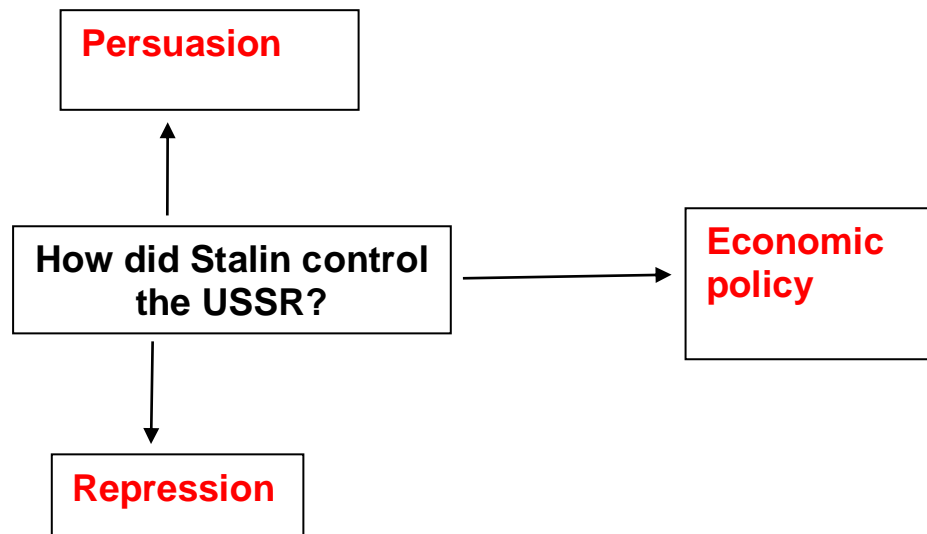 Persuasion
How did Stalin control
the USSR?
Economic
policy
Repression